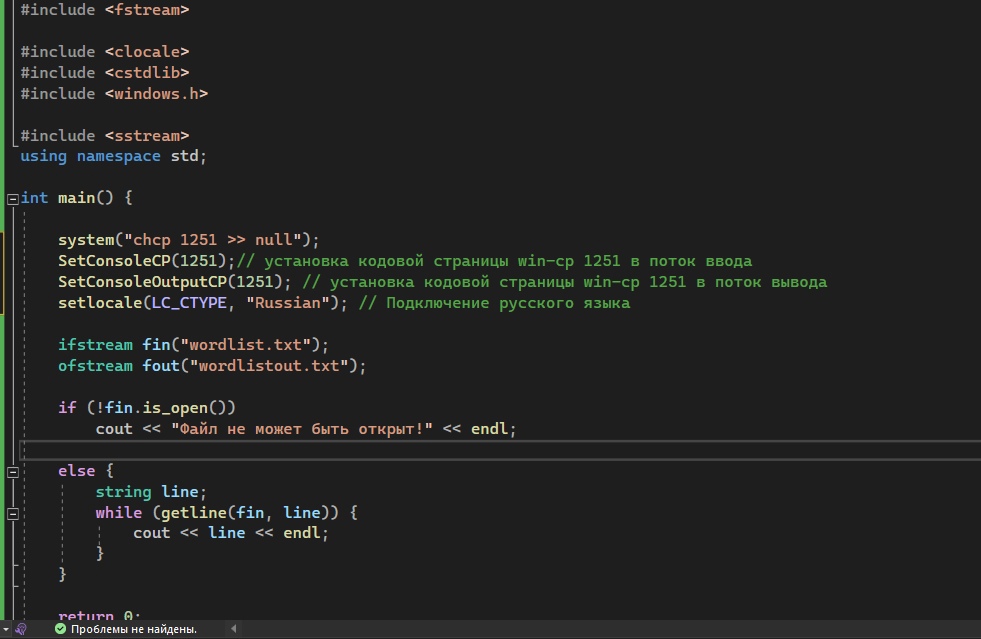 #include <fstream>
#include <clocale>
#include <cstdlib>
#include <windows.h>
#include <sstream>
using namespace std;
int main() {
system("chcp 1251 >> null");
SetConsoleCP(1251);// установка кодовой страницы win-cp 1251 в поток ввода
SetConsoleOutputCP(1251); // установка кодовой страницы win-cp 1251 в поток вывода
setlocale(LC_CTYPE, "Russian"); // Подключение русского языка
ifstream fin("wordlist.txt");
ofstream fout("wordlistout.txt");
if (!fin.is_open())
cout << "Файл не может быть открыт!" << endl;
else {
string line;
while (getline(fin, line)) {
cout << line << endl;
}
}
return 0;
Проблемы не найдены.